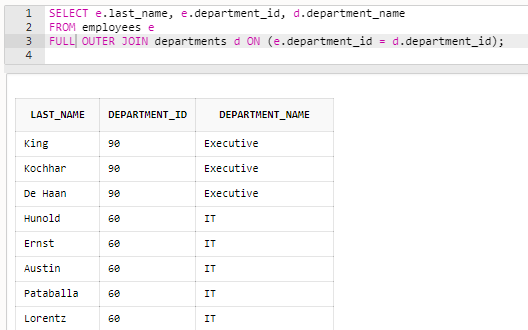 1 SELECT e.last_name, e.department_id, d.department_name
2 FROM employees e
3 FULL OUTER JOIN departments d ON (e.department_id = d.department_id);
4
LAST_NAME DEPARTMENT_ID DEPARTMENT_NAME
King 90 Executive
Kochhar 90 Executive
De Haan 90 Executive
Hunold 60 IT
Ernst 60 IT
Austin 60 IT
Pataballa 60 IT
Lorentz 60 IT